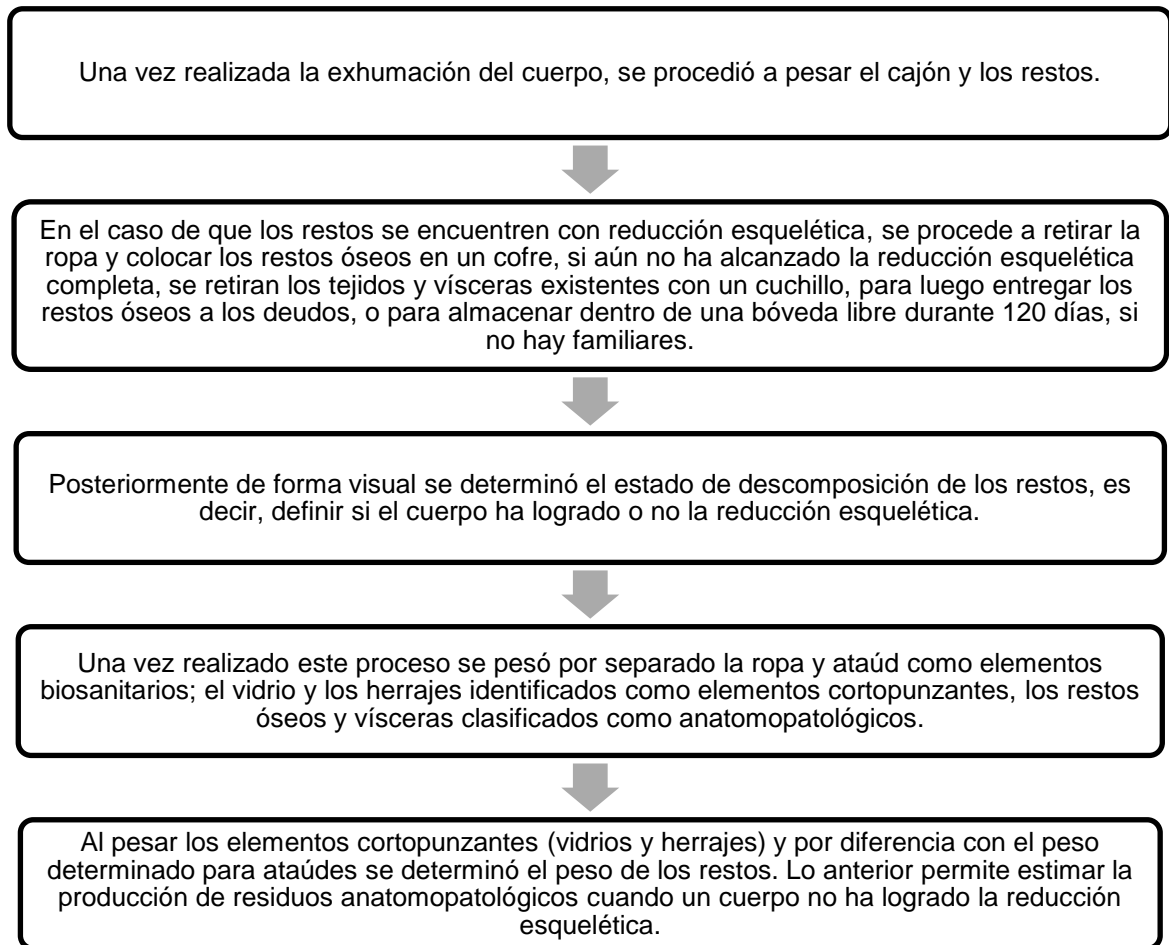 Una vez realizada la exhumación del cuerpo, se procedió a pesar el cajón y los restos.
En el caso de que los restos se encuentren con reducción esquelética, se procede a retirar la
ropa y colocar los restos óseos en un cofre, si aún no ha alcanzado la reducción esquelética
completa, se retiran los tejidos y vísceras existentes con un cuchillo, para luego entregar los
restos óseos a los deudos, o para almacenar dentro de una bóveda libre durante 120 días, si
no hay familiares.
Posteriormente de forma visual se determinó el estado de descomposición de los restos, es
decir, definir si el cuerpo ha logrado o no la reducción esquelética.
Una vez realizado este proceso se pesó por separado la ropa y ataúd como elementos
biosanitarios; el vidrio y los herrajes identificados como elementos cortopunzantes, los restos
óseos y vísceras clasificados como anatomopatológicos.
Al pesar los elementos cortopunzantes (vidrios y herrajes) y por diferencia con el peso
determinado para ataúdes se determinó el peso de los restos. Lo anterior permite estimar la
producción de residuos anatomopatológicos cuando un cuerpo no ha logrado la reducción
esquelética.